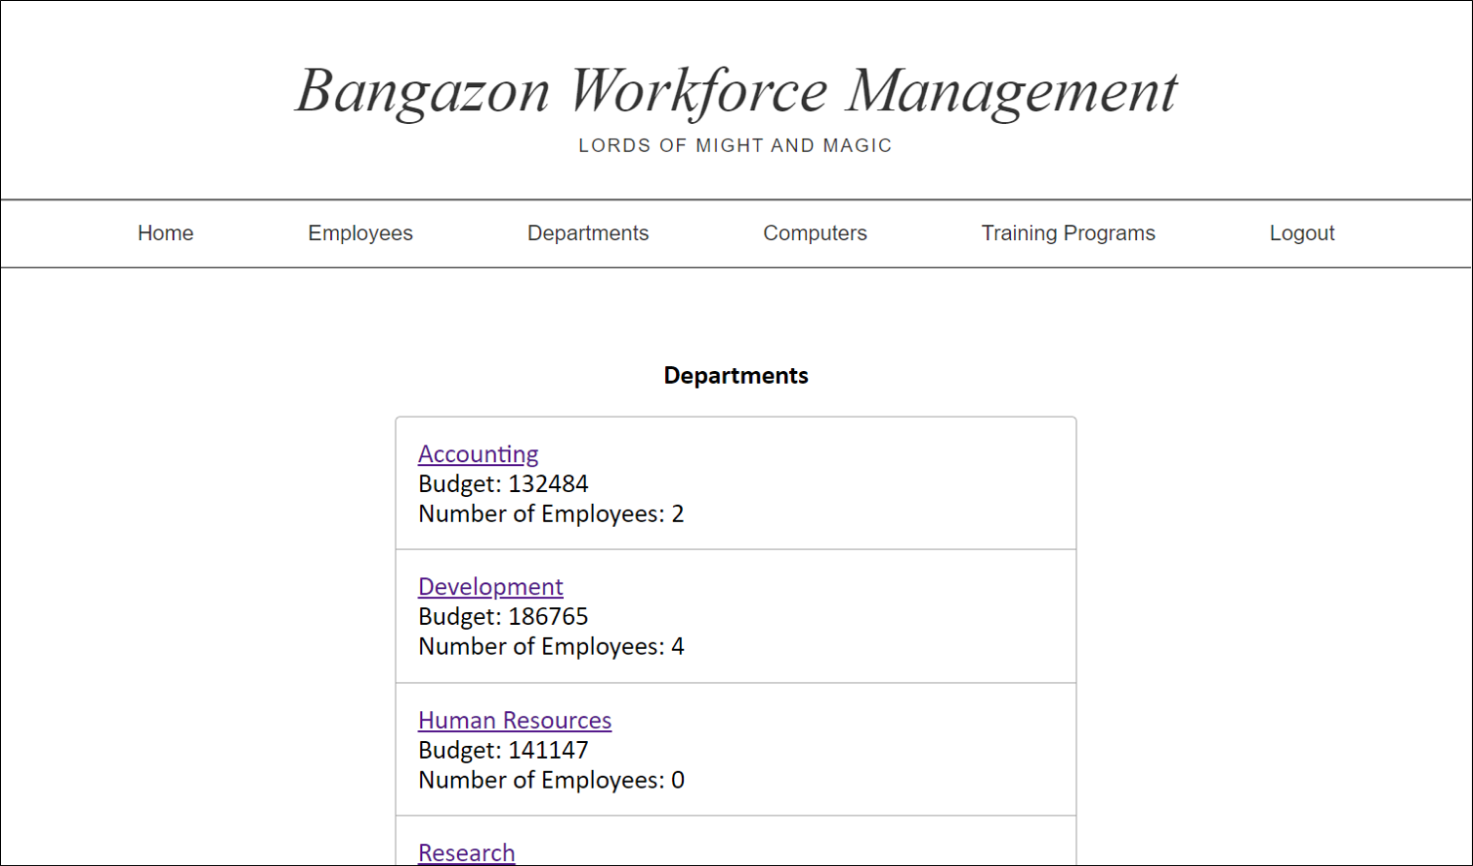 Bangazon Workforce Management
LORDS OF MIGHT AND MAGIC
Home Employees Departments Computers Training Programs Logout
Departments
Accounting
Budget: 132484
Number of Employees: 2
Development
Budget: 186765
Number of Employees: 4
Human Resources
Budget: 141147
Number of Employees: 0
Research